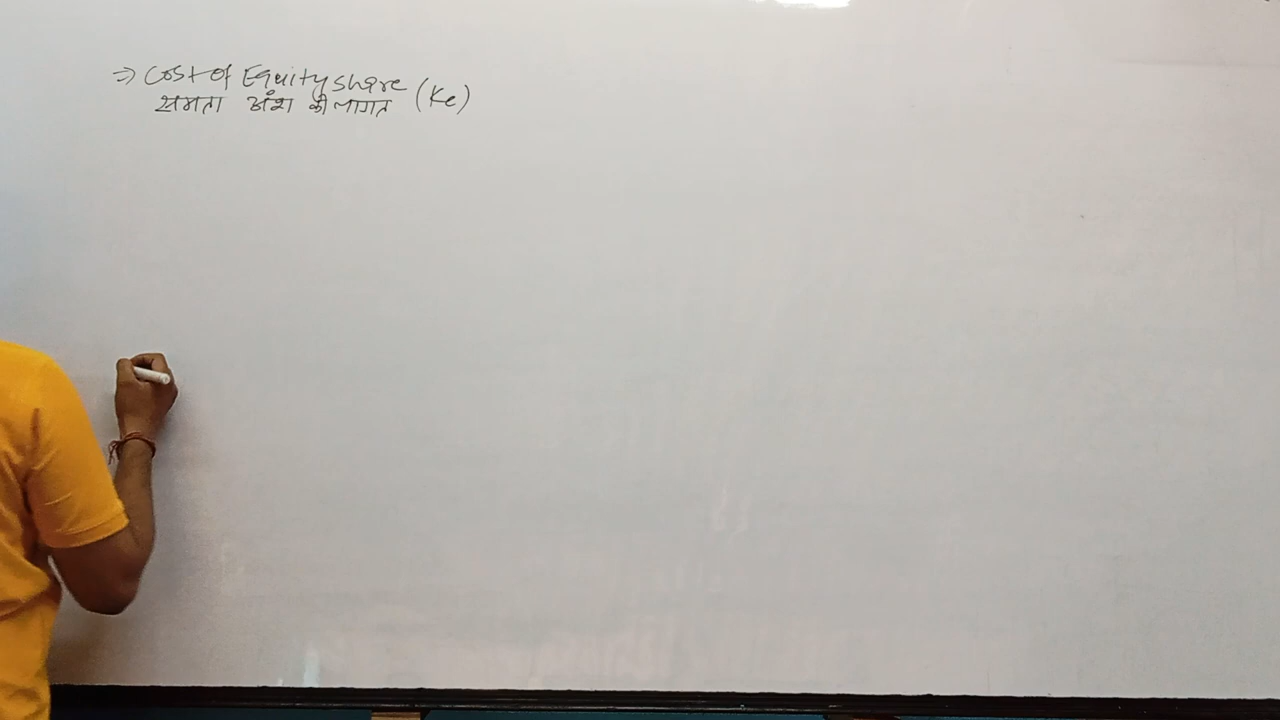 => Cost of Equity share (Ke)
समता अंश की लागत